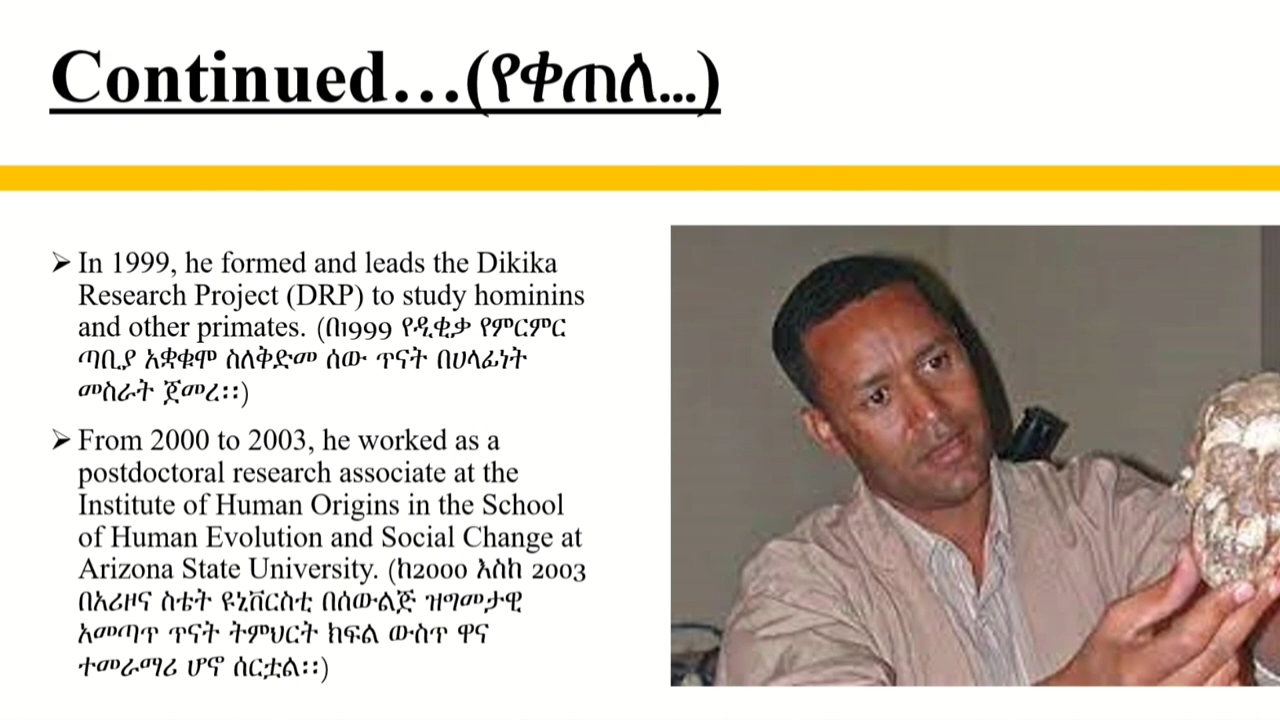 Continued…(የቀጠለ...)
➢ In 1999, he formed and leads the Dikika
Research Project (DRP) to study hominins
and other primates. (በ1999 የዲቂቃ የምርምር
ጣቢያ አቋቁሞ ስለቅድመ ሰው ጥናት በሀላፊነት
መስራት ጀመረ፡፡)
➢ From 2000 to 2003, he worked as a
postdoctoral research associate at the
Institute of Human Origins in the School
of Human Evolution and Social Change at
Arizona State University. (ከ2000 እስከ 2003
በአሪዞና ስቴት ዩኒቨርስቲ በሰውልጅ ዝግመታዊ
አመጣጥ ጥናት ትምህርት ክፍል ውስጥ ዋና
ተመራማሪ ሆኖ ሰርቷል፡፡)